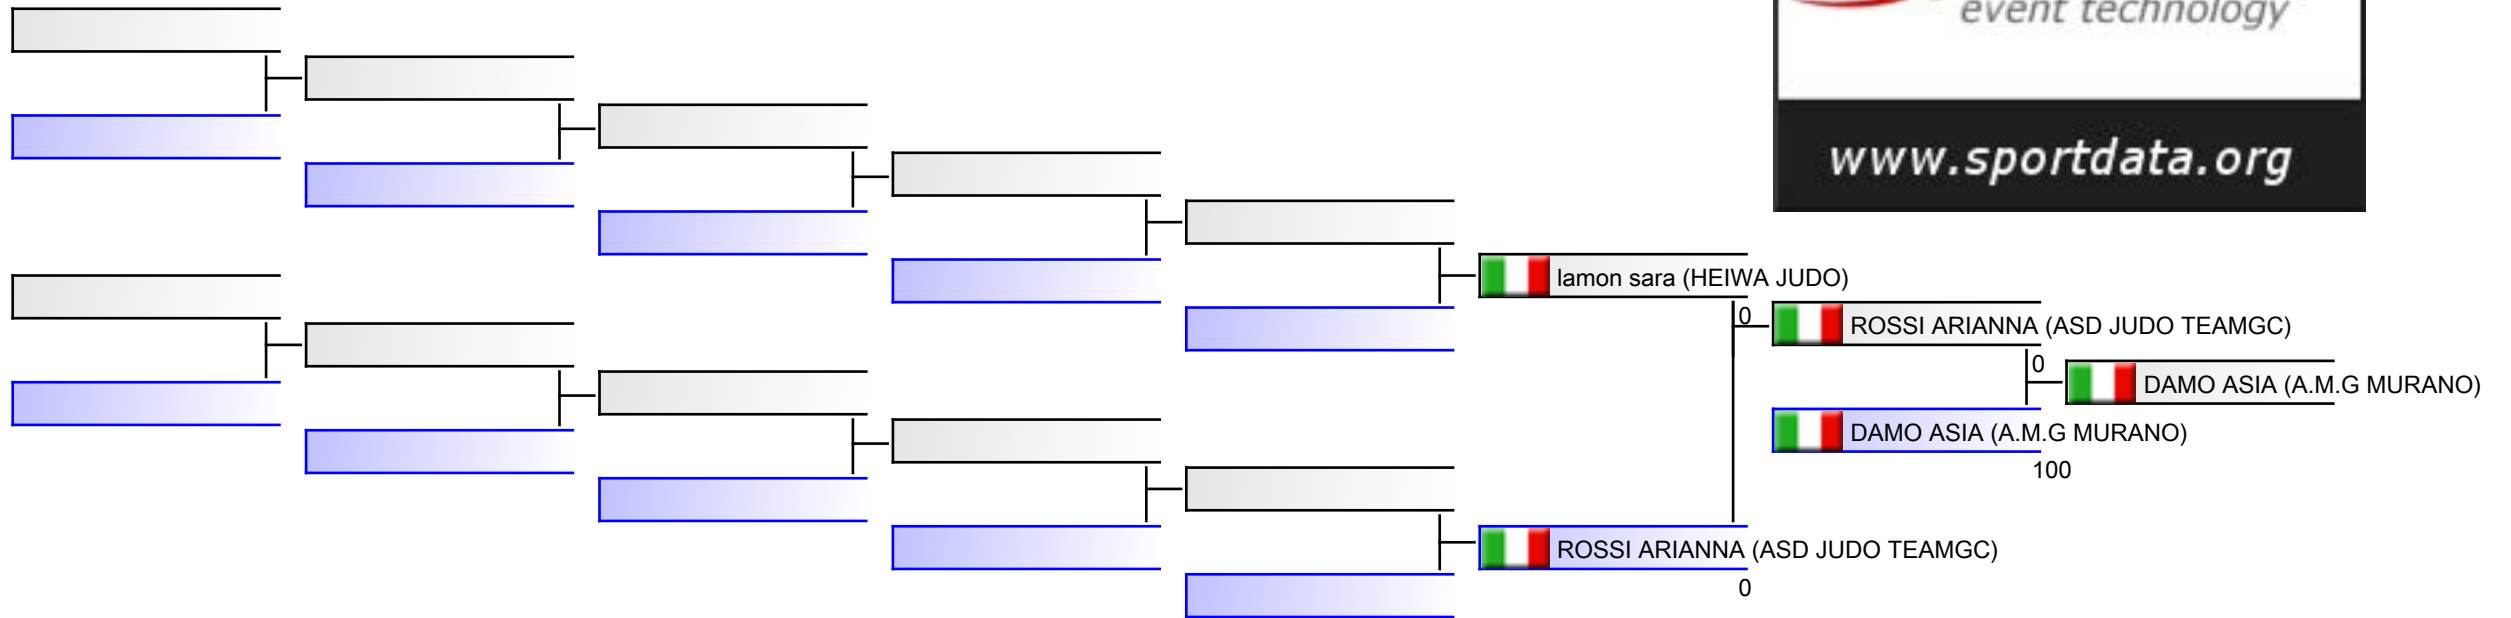 event technology
www.sportdata.org
lamon sara (HEIWA JUDO)
0
ROSSI ARIANNA (ASD JUDO TEAMGC)
0
DAMO ASIA (A.M.G MURANO)
DAMO ASIA (A.M.G MURANO)
100
ROSSI ARIANNA (ASD JUDO TEAMGC)
0